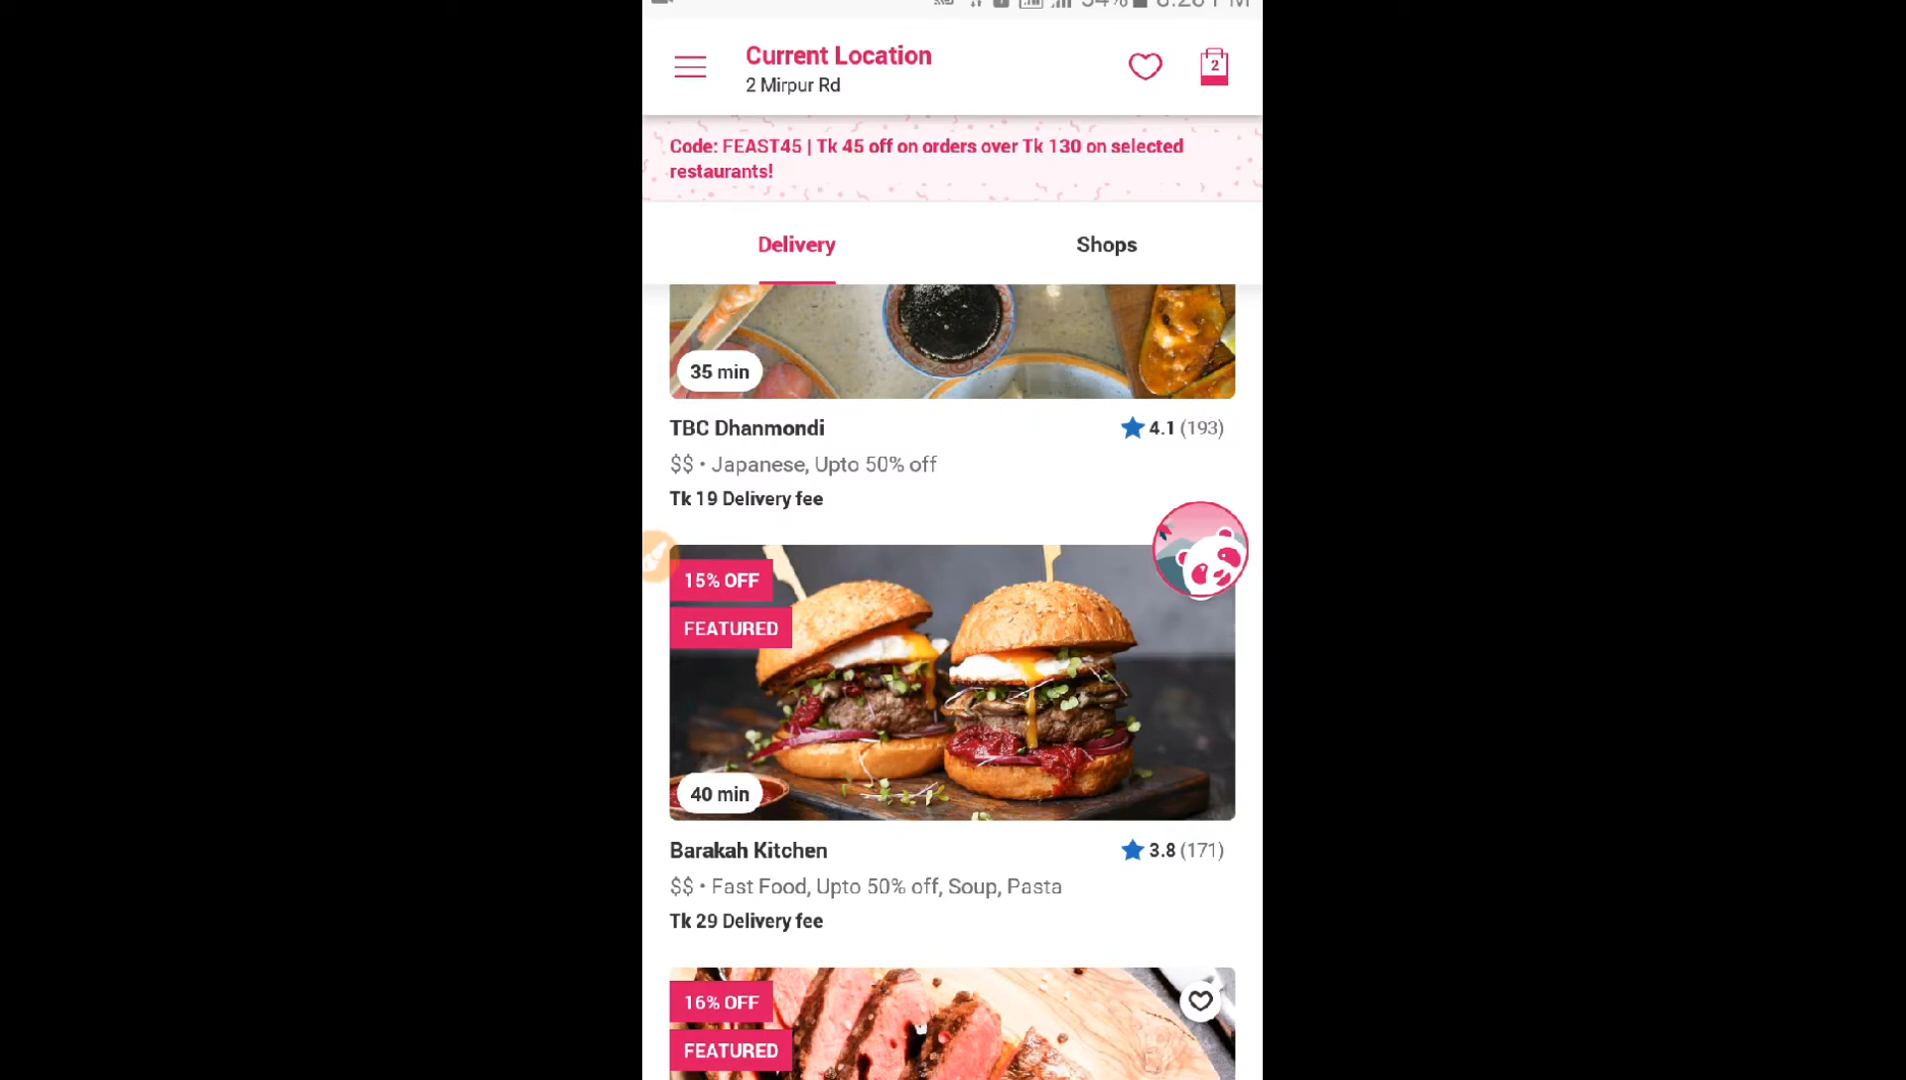 Current Location
2
2 Mirpur Rd
Code: FEAST45 | Tk 45 off on orders over Tk 130 on selected
restaurants!
Delivery
Shops
35 min
TBC Dhanmondi
4.1 (193)
$$ • Japanese, Upto 50% off
Tk 19 Delivery fee
15% OFF
FEATURED
40 min
Barakah Kitchen
3.8 (171)
$$ • Fast Food, Upto 50% off, Soup, Pasta
Tk 29 Delivery fee
16% OFF
FEATURED